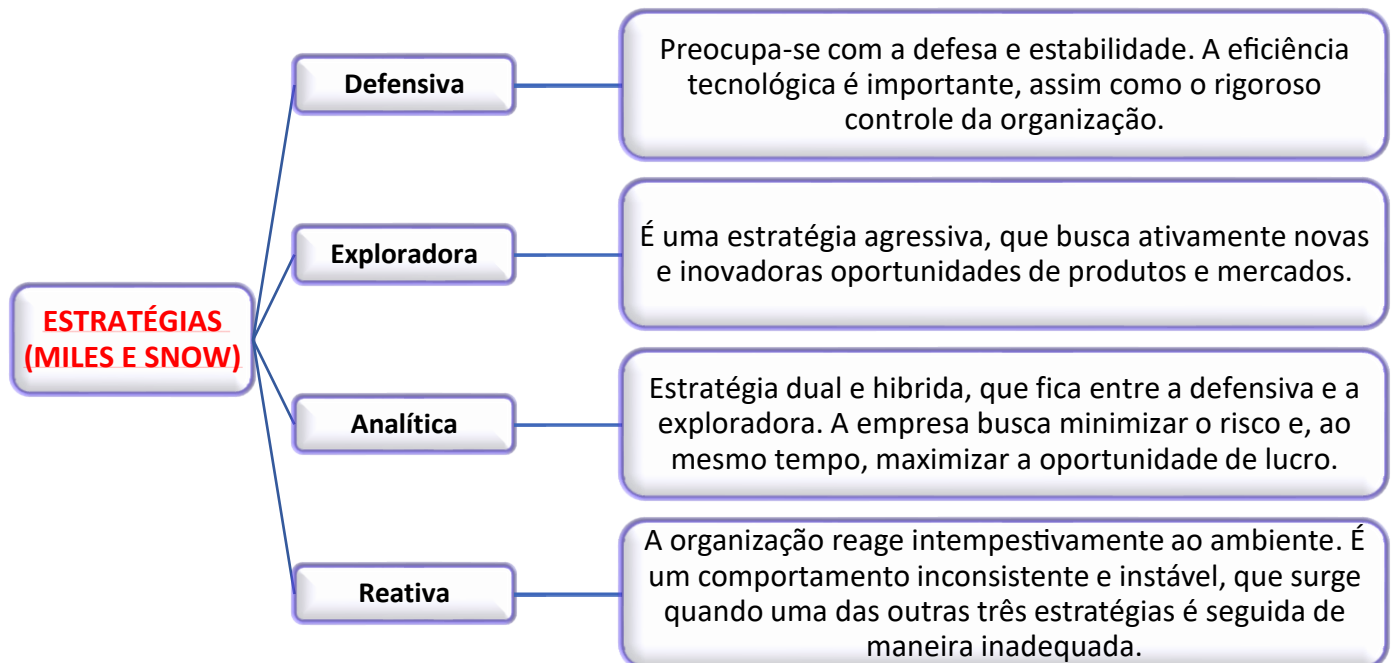 Defensiva
Preocupa-se com a defesa e estabilidade. A eficiência
tecnológica é importante, assim como o rigoroso
controle da organização.
Exploradora
É uma estratégia agressiva, que busca ativamente novas
e inovadoras oportunidades de produtos e mercados.
ESTRATÉGIAS
(MILES E SNOW)
Analítica
Estratégia dual e hibrida, que fica entre a defensiva e a
exploradora. A empresa busca minimizar o risco e, ao
mesmo tempo, maximizar a oportunidade de lucro.
Reativa
A organização reage intempestivamente ao ambiente. É
um comportamento inconsistente e instável, que surge
quando uma das outras três estratégias é seguida de
maneira inadequada.